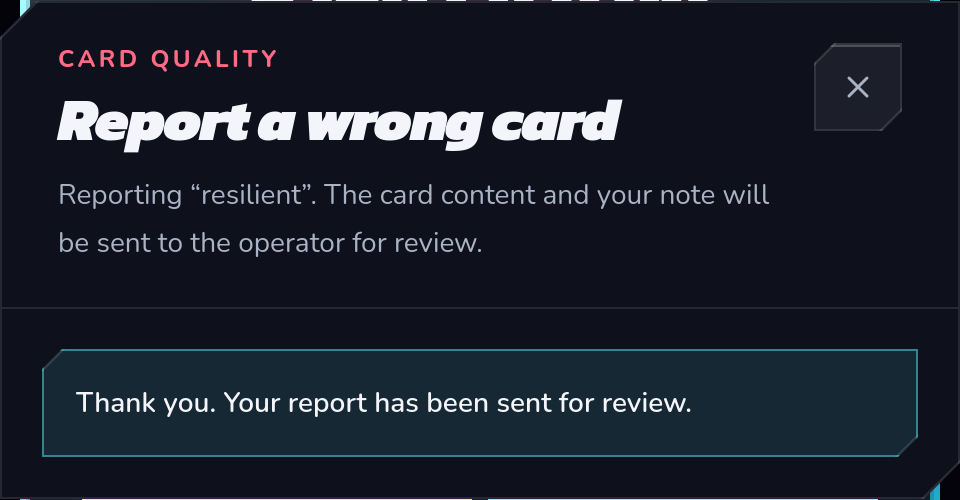 CARD QUALITY
Report a wrong card
Reporting “resilient”. The card content and your note will
be sent to the operator for review.
Thank you. Your report has been sent for review.